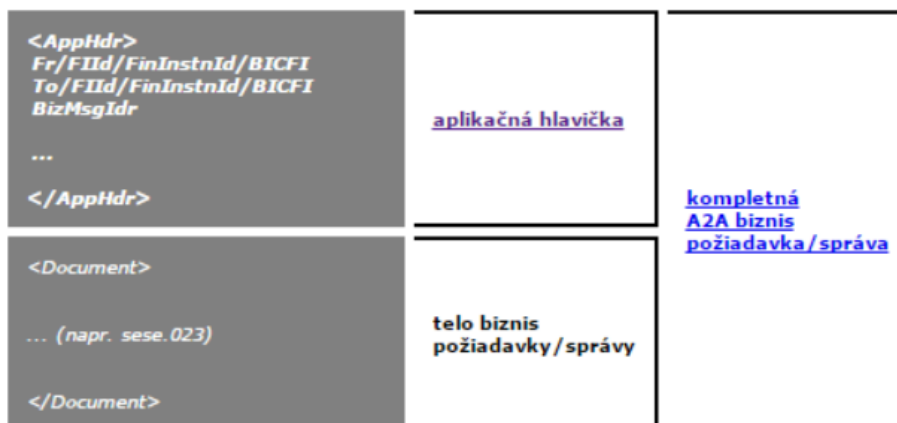 <AppHdr>
Fr/FIId/FinInstnId/BICFI
To/FIId/FinInstnId/BICFI
BizMsgIdr
...
</AppHdr>
aplikačná hlavička
<Document>
... (napr. sese.023)
</Document>
telo biznis
požiadavky/správy
kompletná
A2A biznis
požiadavka/správa